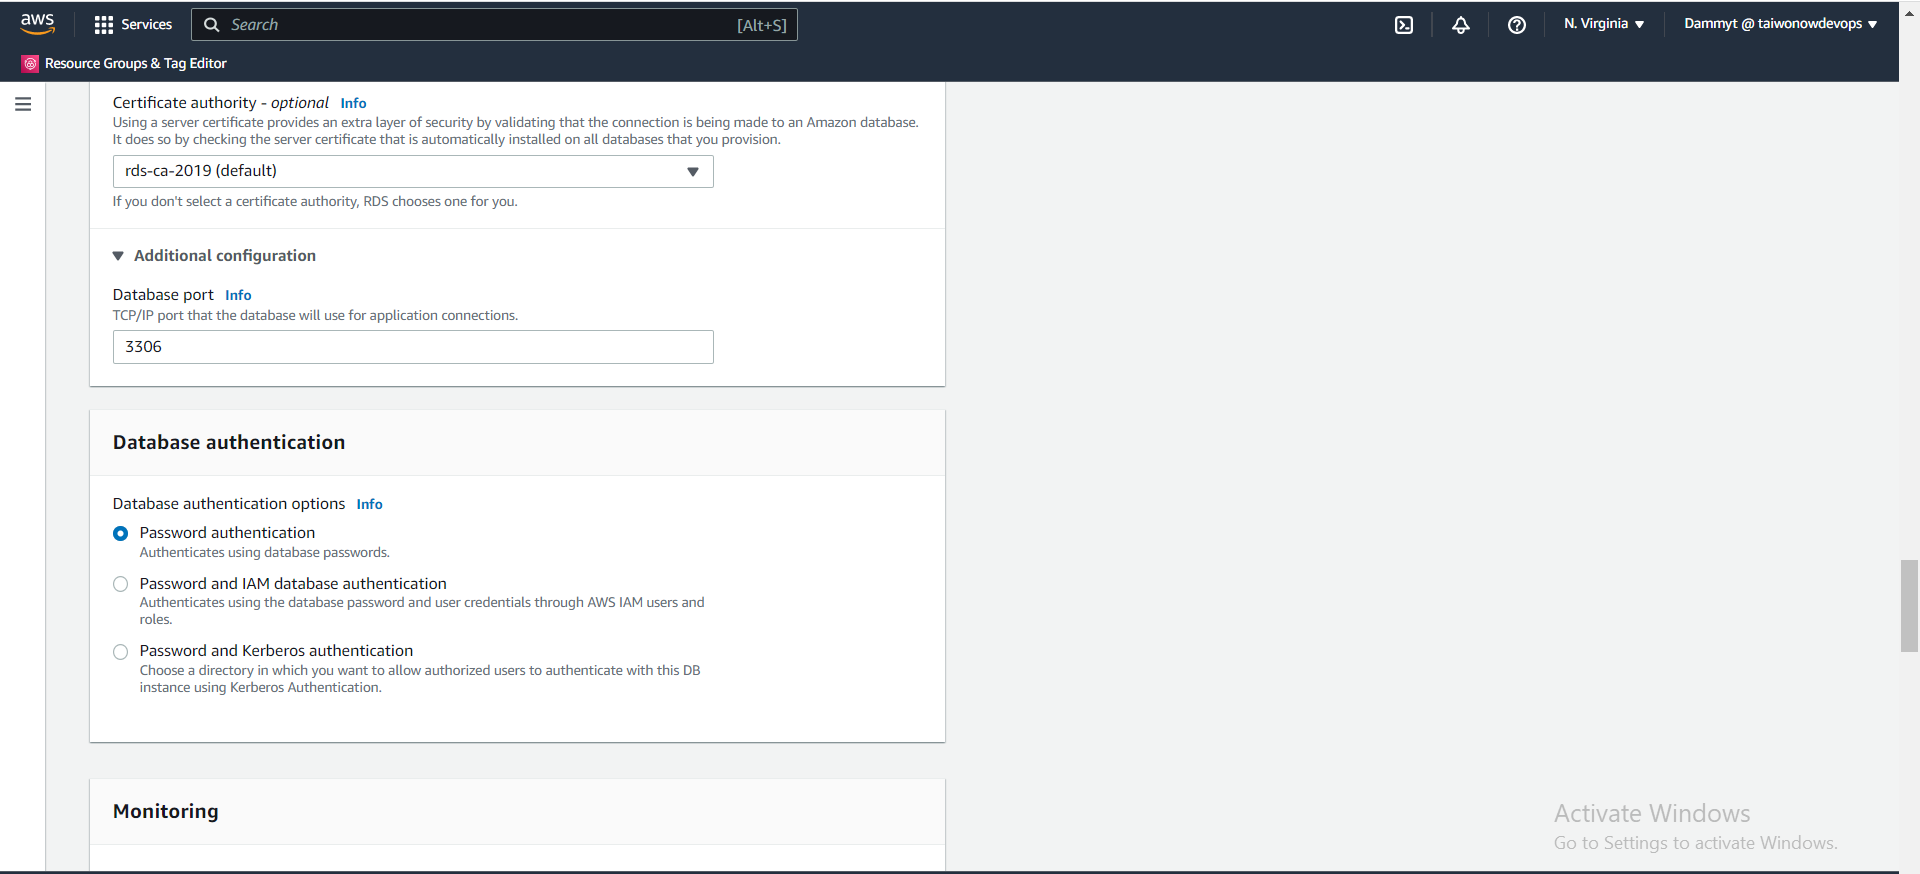 aws
Services
Search
[Alt+S]
N. Virginia
Dammyt @ taiwonowdevops
Resource Groups & Tag Editor
Certificate authority - optional Info
Using a server certificate provides an extra layer of security by validating that the connection is being made to an Amazon database.
It does so by checking the server certificate that is automatically installed on all databases that you provision.
rds-ca-2019 (default)
If you don't select a certificate authority, RDS chooses one for you.
Additional configuration
Database port Info
TCP/IP port that the database will use for application connections.
3306
Database authentication
Database authentication options Info
Password authentication
Authenticates using database passwords.
Password and IAM database authentication
Authenticates using the database password and user credentials through AWS IAM users and
roles.
Password and Kerberos authentication
Choose a directory in which you want to allow authorized users to authenticate with this DB
instance using Kerberos Authentication.
Monitoring
Activate Windows
Go to Settings to activate Windows.